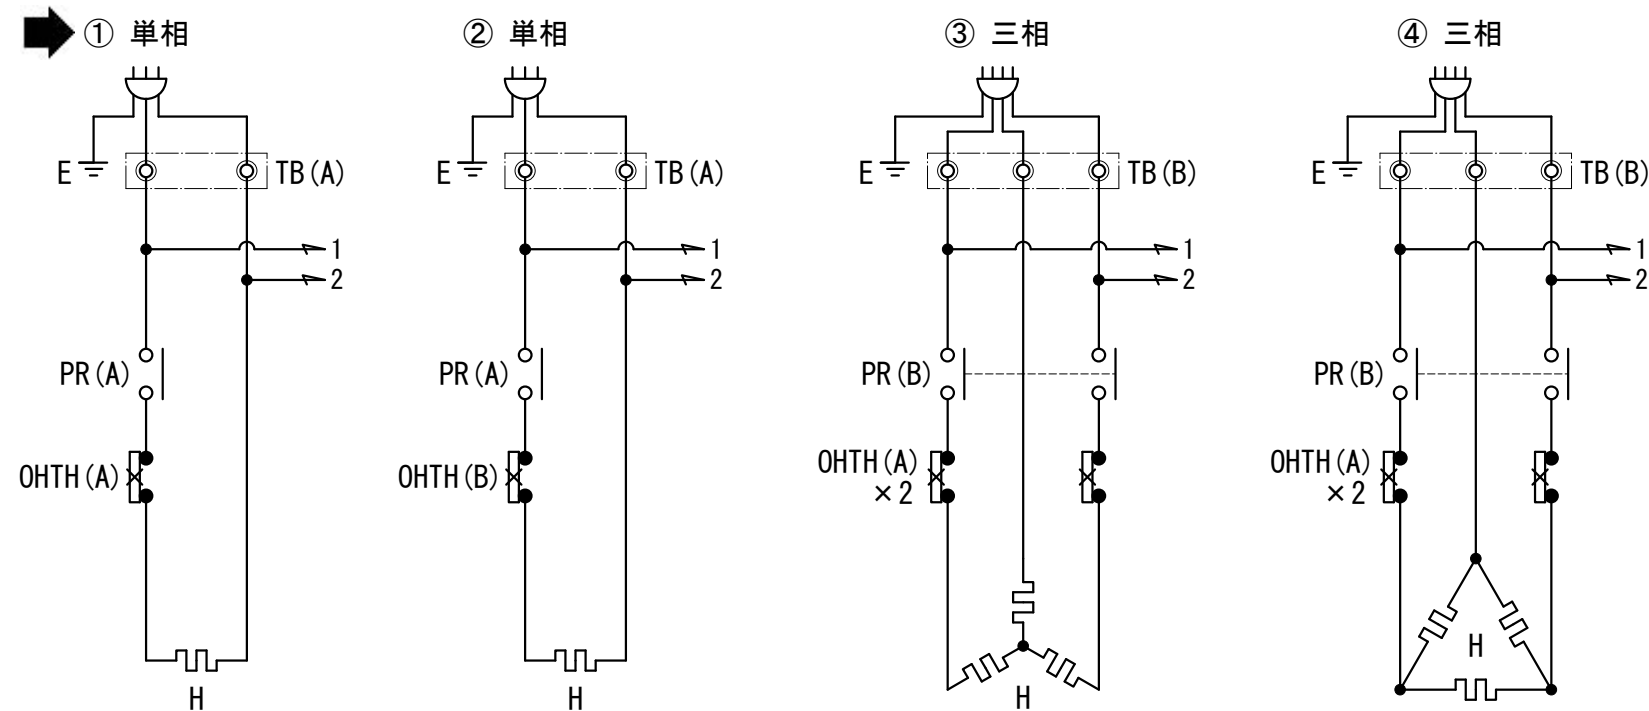 ① 単相
② 単相
③ 三相
④ 三相
E
TB(A)
E
TB(A)
E
TB(B)
E
TB(B)
1
1
1
1
2
2
2
2
PR(A)
PR(A)
PR(B)
PR(B)
OHTH(A)
OHTH(B)
OHTH(A)
×2
OHTH(A)
×2
H
H
H
H